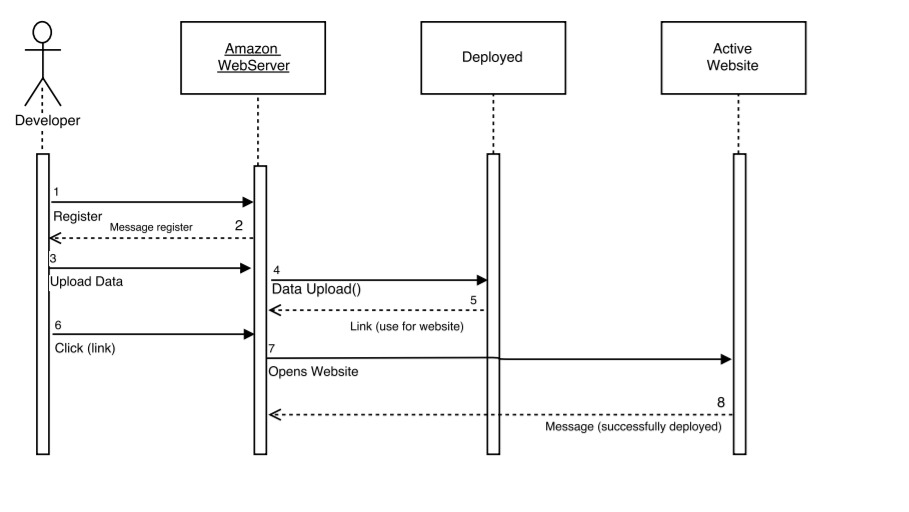 Amazon
WebServer
Deployed
Active
Website
Developer
1
Register
Message register
2
3
Upload Data
4
Data Upload()
5
Link (use for website)
6
Click (link)
7
Opens Website
8
Message (successfully deployed)